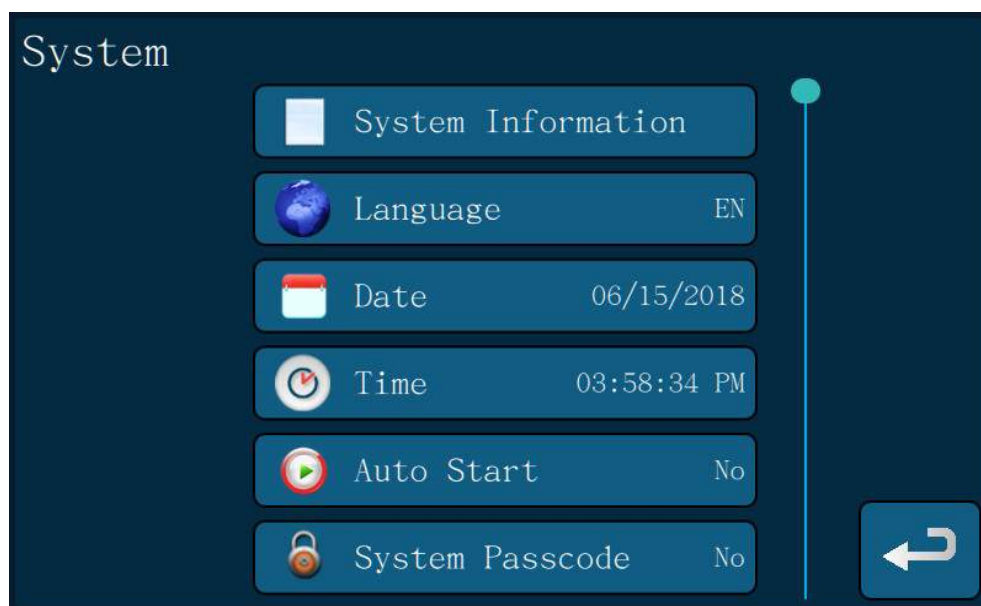 System
System Information
Language EN
Date 06/15/2018
Time 03:58:34 PM
Auto Start No
System Passcode No